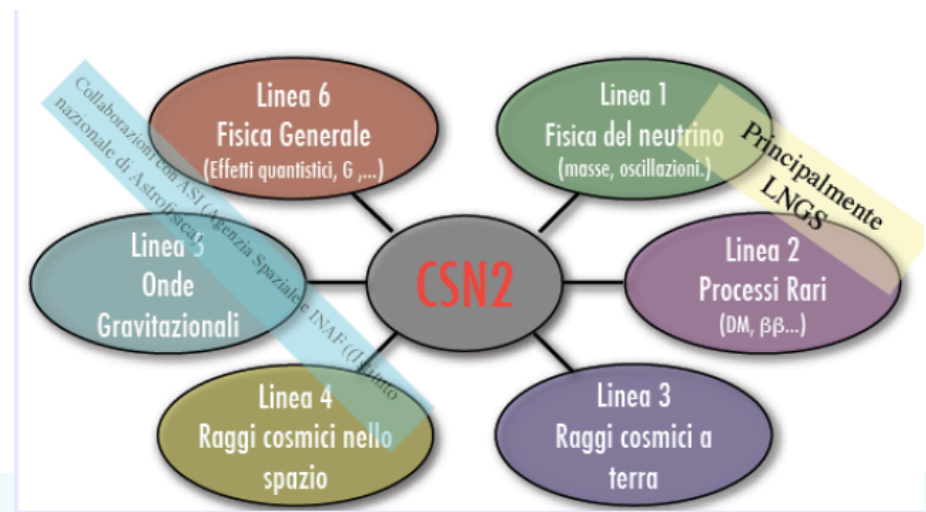 Linea 6
Fisica Generale
(Effetti quantistici, G ,...)
Linea 1
Fisica del neutrino
(masse, oscillazioni.)
Principalmente
LNGS
Collaborazioni con ASI (Agenzia Spaziale e INAF ((Istituto
nazionale di Astrofisica)
Linea 5
Onde
Gravitazionali
CSN2
Linea 2
Processi Rari
(DM, ββ...)
Linea 4
Raggi cosmici nello
spazio
Linea 3
Raggi cosmici a
terra